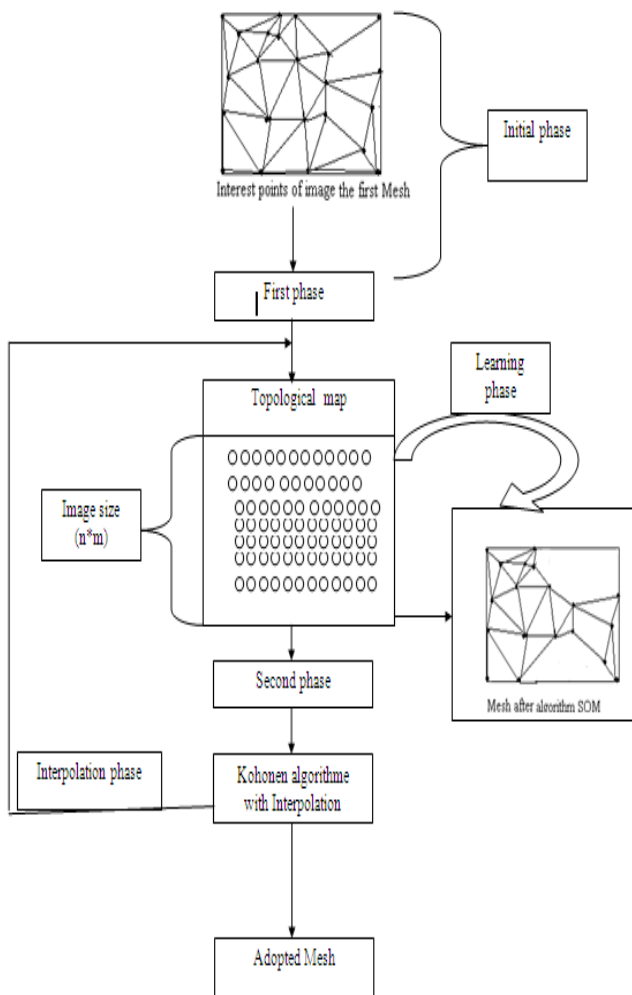 Interest points of image the first Mesh
Initial phase
First phase
Learning
phase
Topological map
Image size
(n*m)
Mesh after algorithm SOM
Second phase
Interpolation phase
Kohonen algorithme
with Interpolation
Adopted Mesh